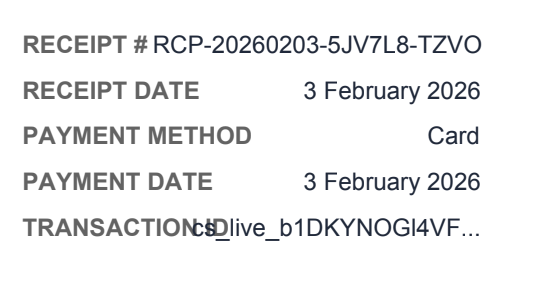 RECEIPT # RCP-20260203-5JV7L8-TZVO
RECEIPT DATE 3 February 2026
PAYMENT METHOD Card
PAYMENT DATE 3 February 2026
TRANSACTION ID cs_live_b1DKYNOGl4VF...